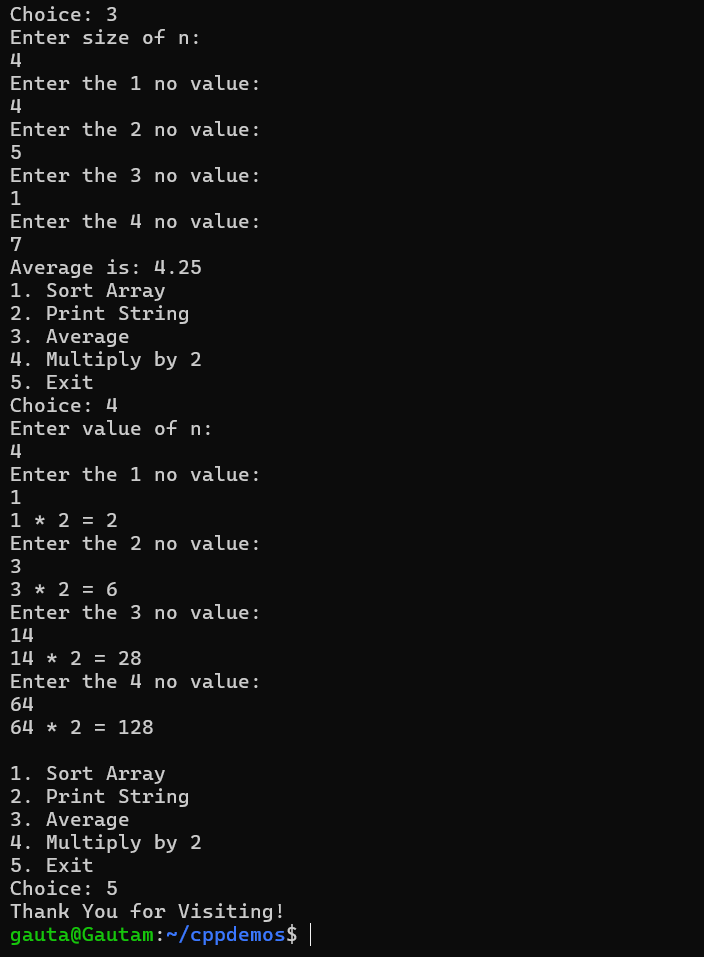 Choice: 3
Enter size of n:
4
Enter the 1 no value:
4
Enter the 2 no value:
5
Enter the 3 no value:
1
Enter the 4 no value:
7
Average is: 4.25
1. Sort Array
2. Print String
3. Average
4. Multiply by 2
5. Exit
Choice: 4
Enter value of n:
4
Enter the 1 no value:
1
1 * 2 = 2
Enter the 2 no value:
3
3 * 2 = 6
Enter the 3 no value:
14
14 * 2 = 28
Enter the 4 no value:
64
64 * 2 = 128

1. Sort Array
2. Print String
3. Average
4. Multiply by 2
5. Exit
Choice: 5
Thank You for Visiting!
gauta@Gautam:~/cppdemos$